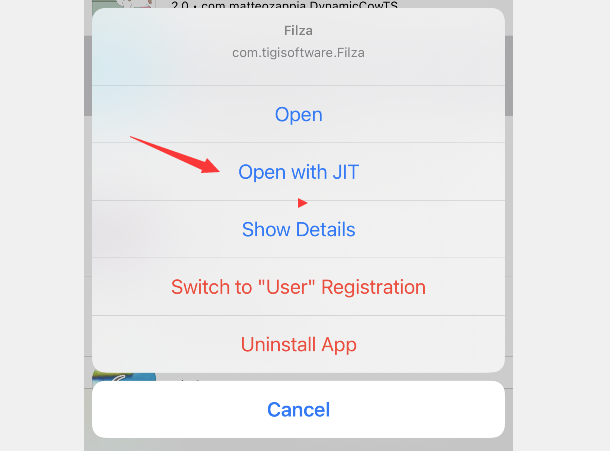 2.0 • com.matteozappia.DynamicCowTS
Filza
com.tigisoftware.Filza
Open
Open with JIT
Show Details
Switch to "User" Registration
Uninstall App
Cancel